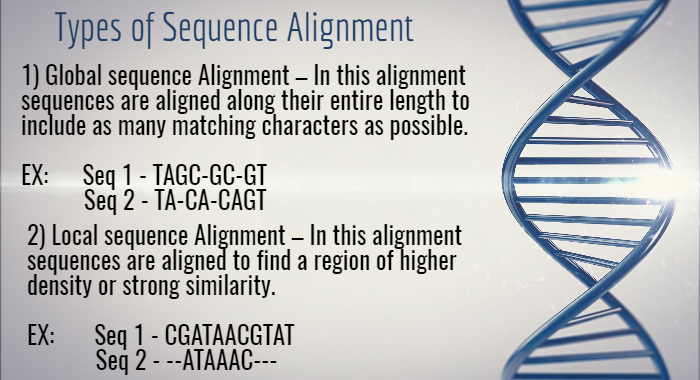 Types of Sequence Alignment
1) Global sequence Alignment – In this alignment
sequences are aligned along their entire length to
include as many matching characters as possible.
EX: Seq 1 - TAGC-GC-GT
Seq 2 - TA-CA-CAGT
2) Local sequence Alignment – In this alignment
sequences are aligned to find a region of higher
density or strong similarity.
EX: Seq 1 - CGATAACGTAT
Seq 2 - --ATAAAC---